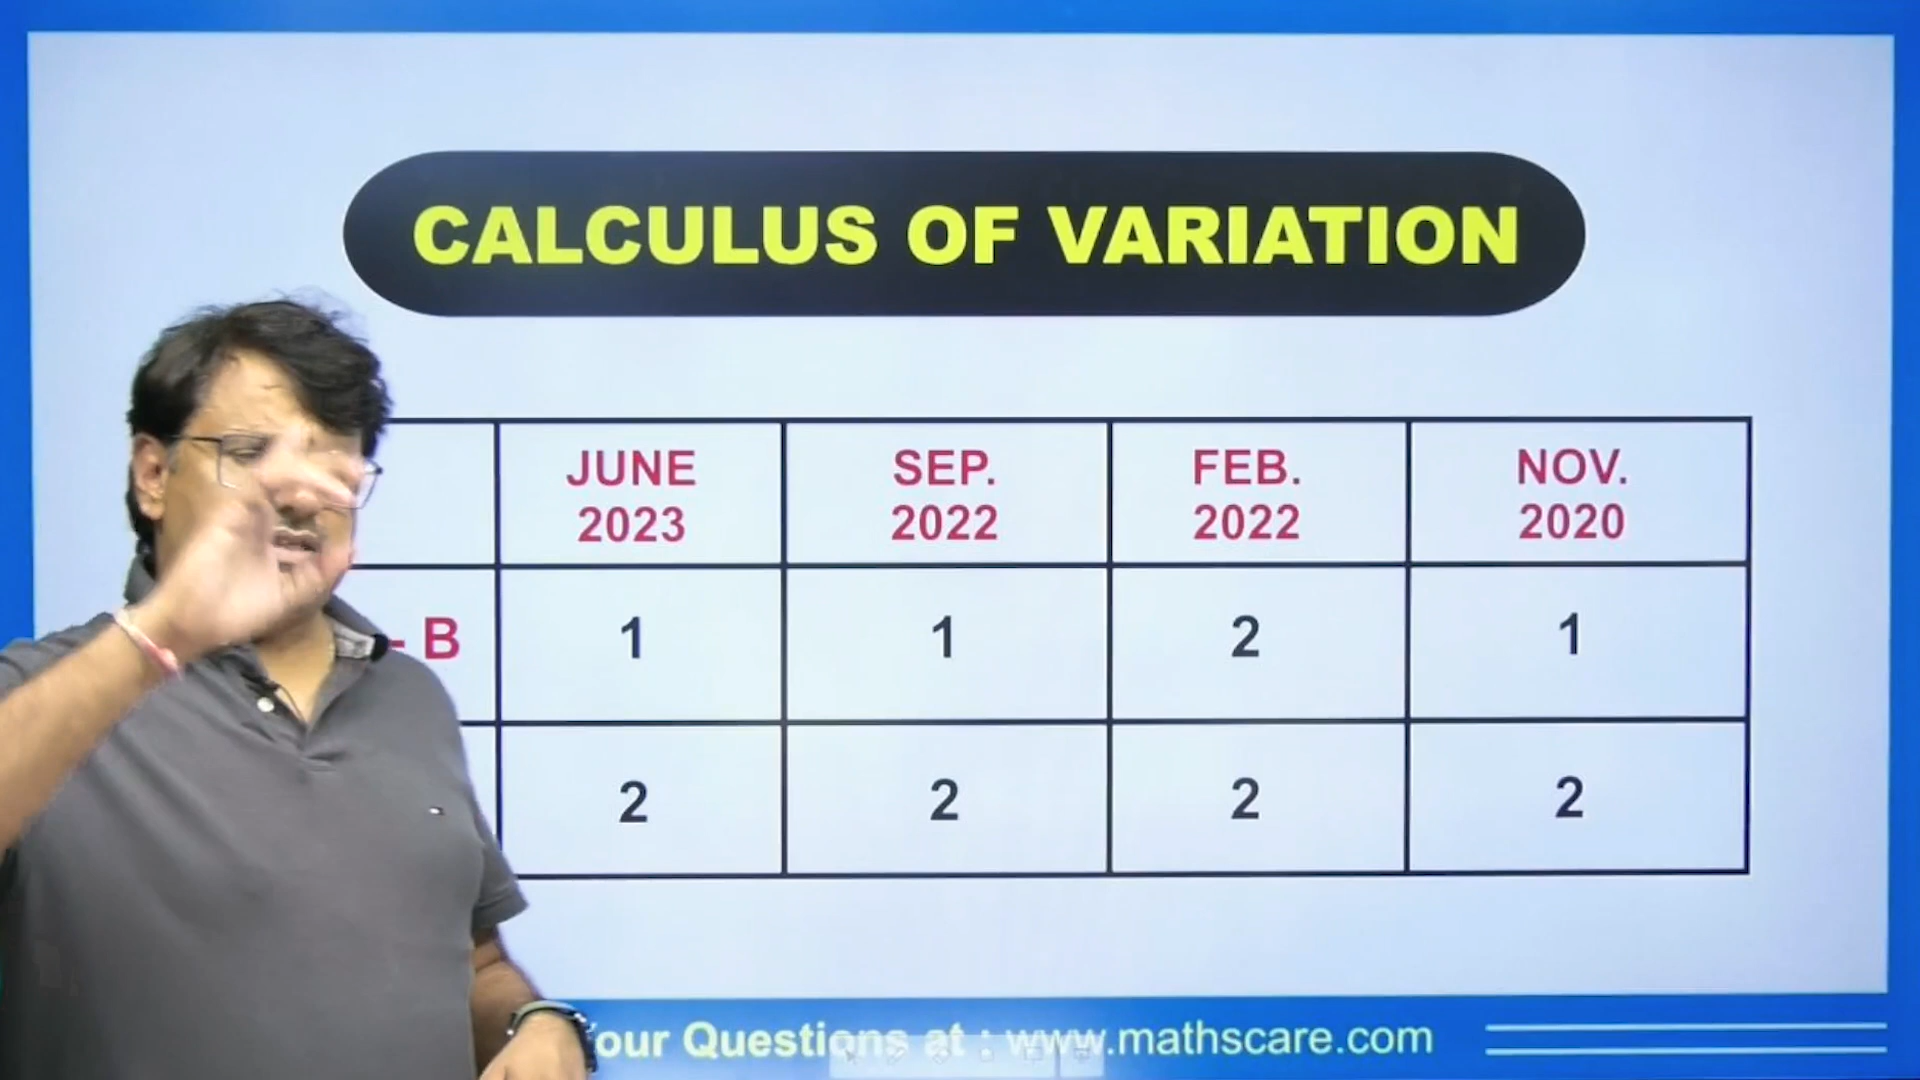 CALCULUS OF VARIATION
JUNE 2023
SEP. 2022
FEB. 2022
NOV. 2020
- B 1 1 2 1
2 2 2 2
our Questions at : www.mathscare.com